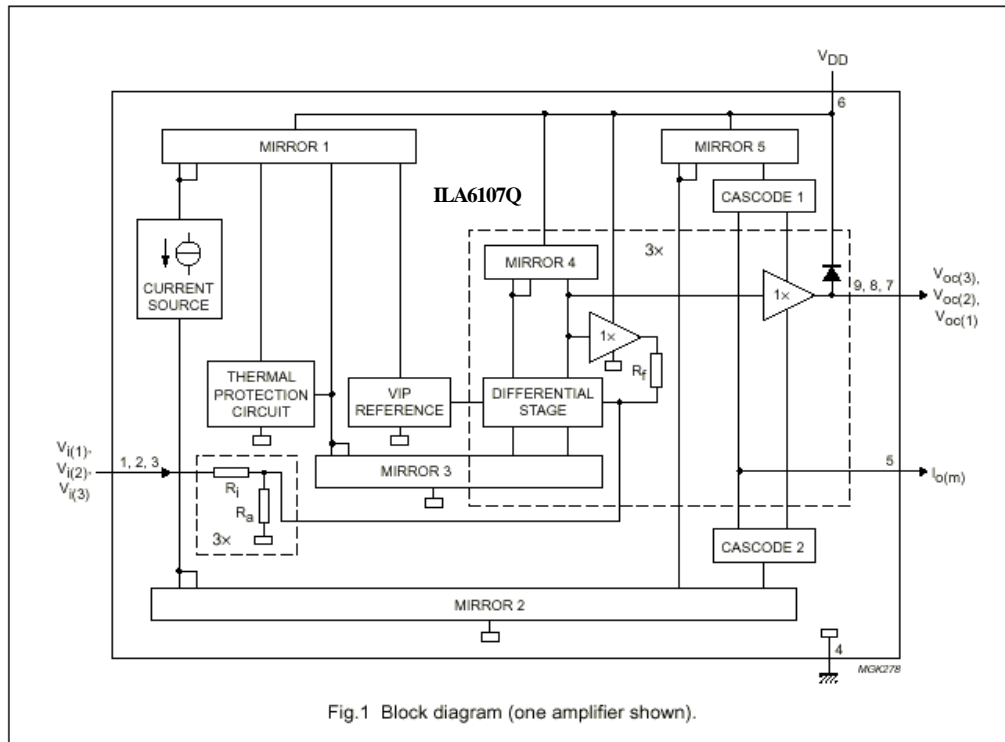 VDD
6
MIRROR 1
MIRROR 5
ILA6107Q
CASCODE 1
3×
MIRROR 4
CURRENT
SOURCE
1×
9, 8, 7
Voc(3),
Voc(2),
Voc(1)
1×
Rf
THERMAL
PROTECTION
CIRCUIT
VIP
REFERENCE
DIFFERENTIAL
STAGE
Vi(1),
Vi(2),
Vi(3)
1, 2, 3
MIRROR 3
5
Io(m)
Ri
Ra
3×
CASCODE 2
MIRROR 2
4
MGK278
Fig.1 Block diagram (one amplifier shown).